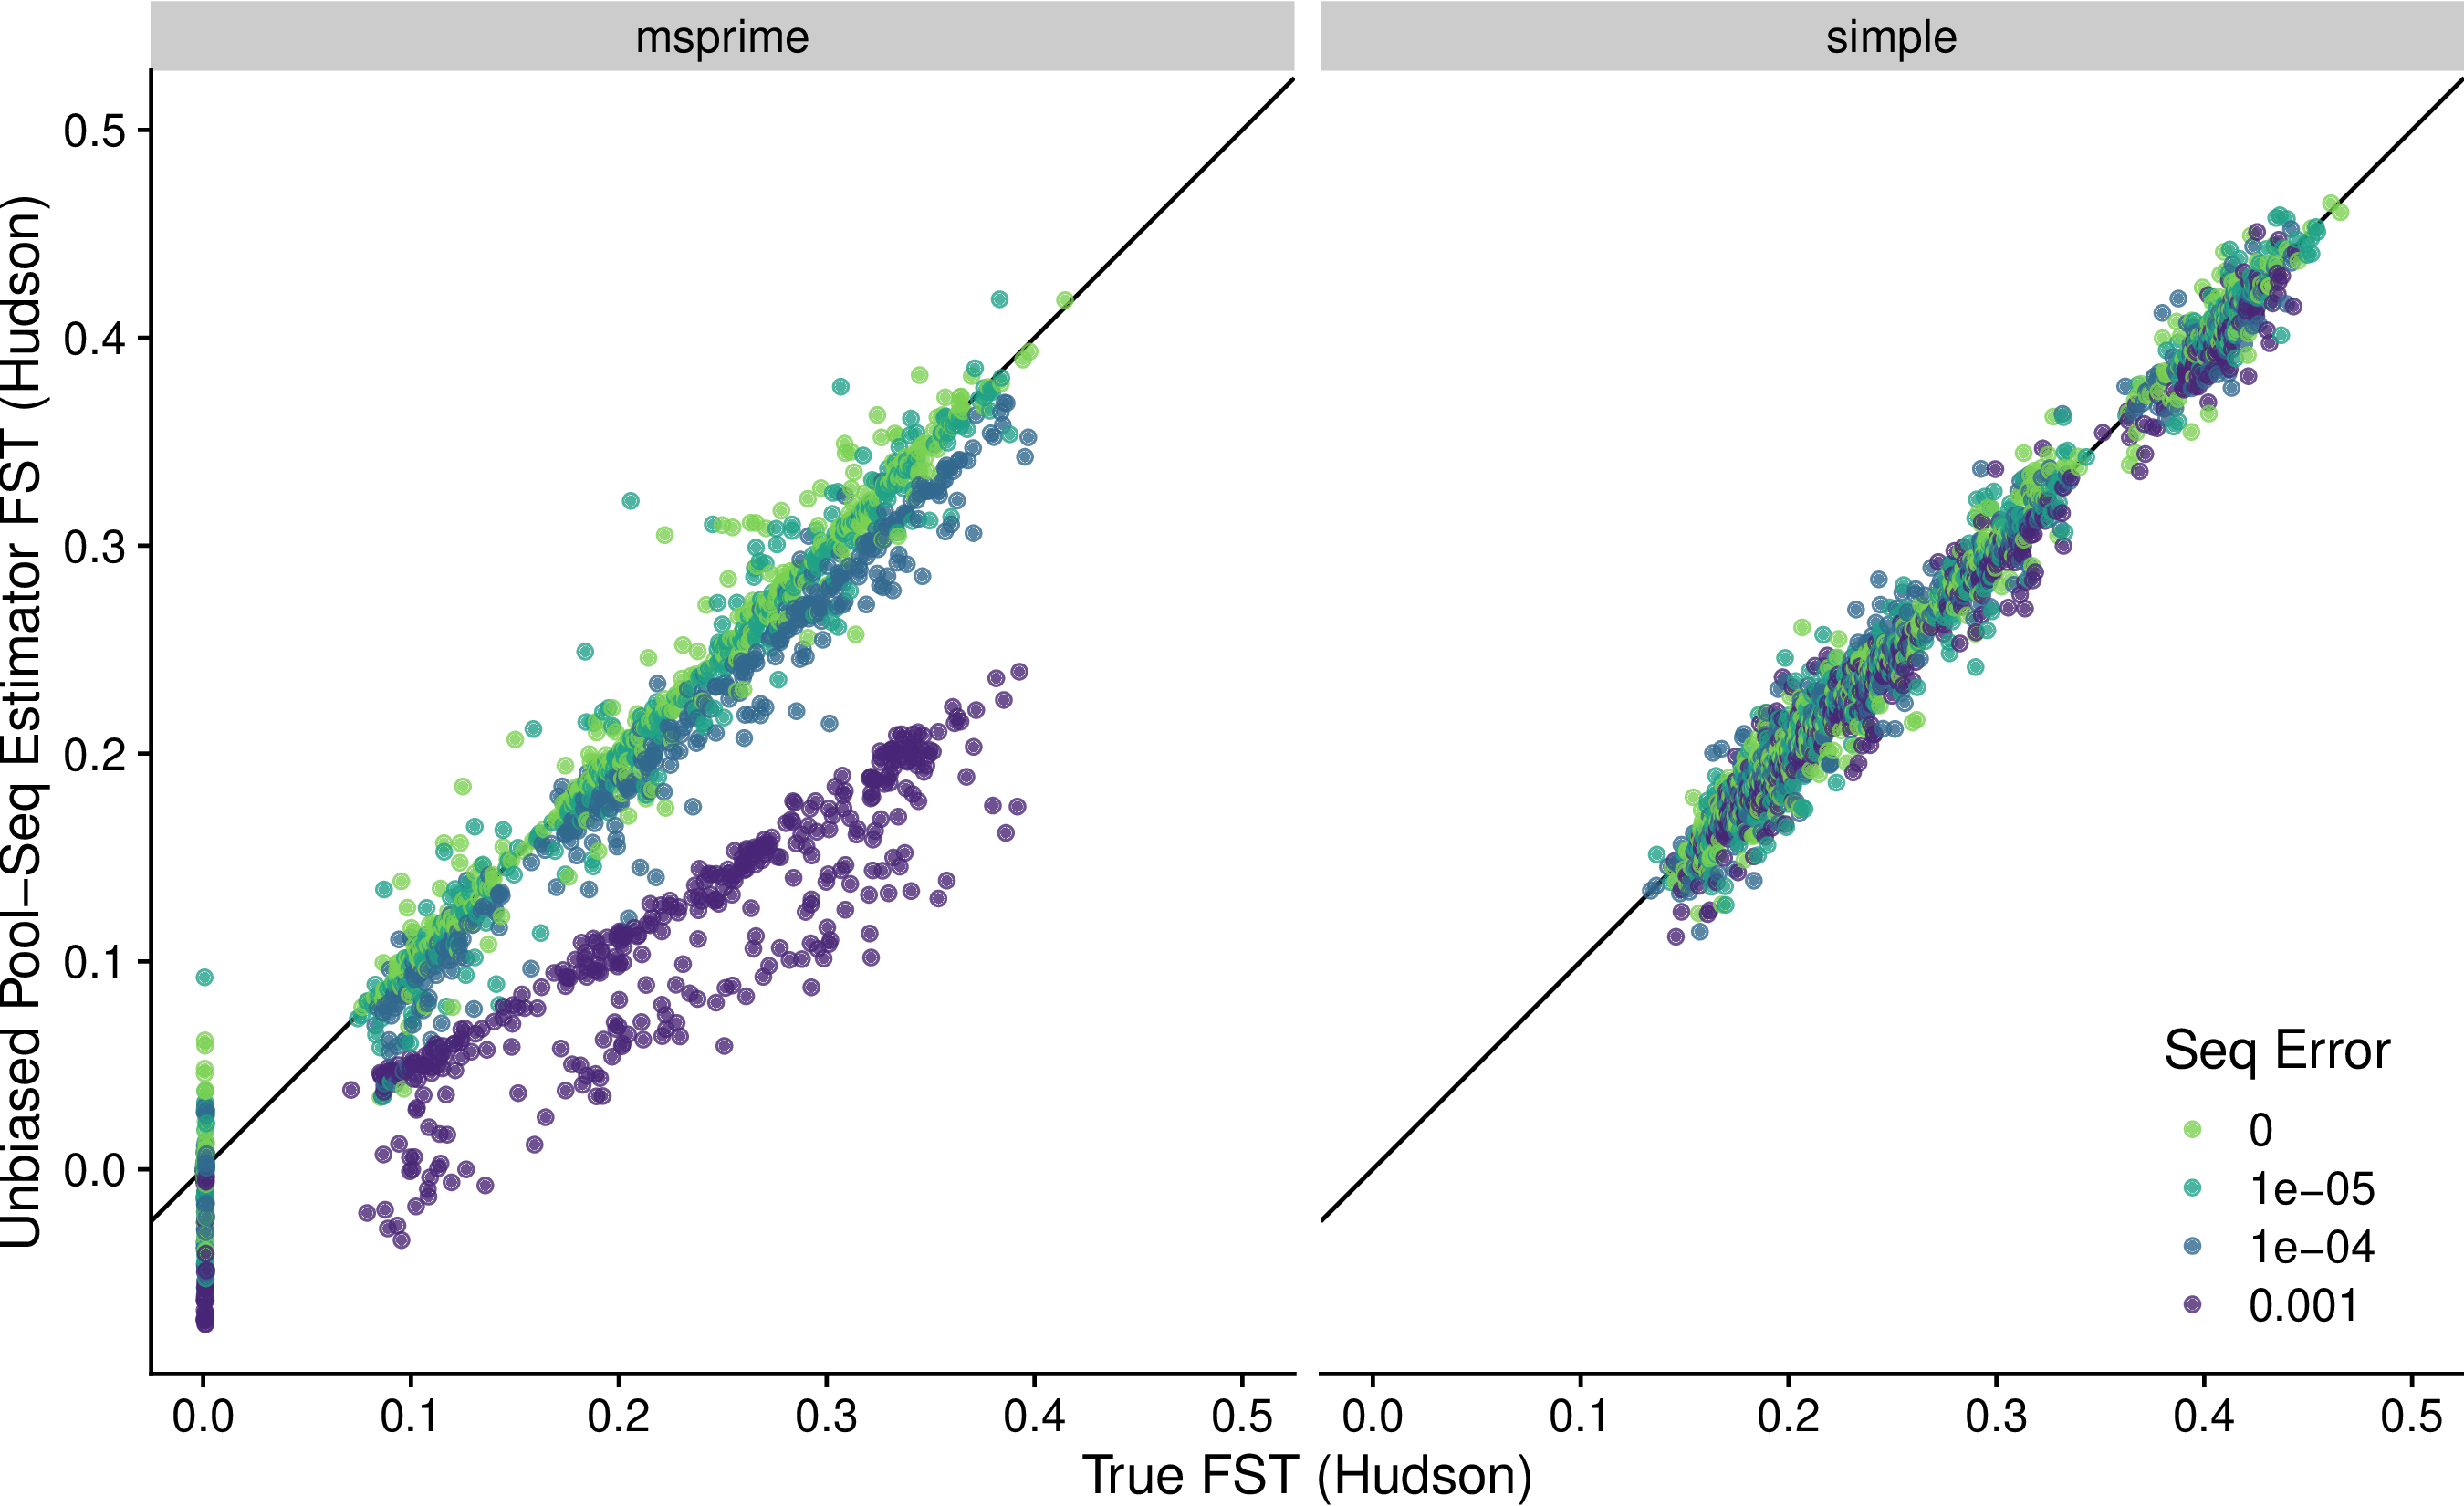 msprime
simple
Unbiased Pool−Seq Estimator FST (Hudson)
0.5
0.4
0.3
0.2
0.1
0.0
Seq Error
0
1e−05
1e−04
0.001
0.0 0.1 0.2 0.3 0.4 0.5
0.0 0.1 0.2 0.3 0.4 0.5
True FST (Hudson)